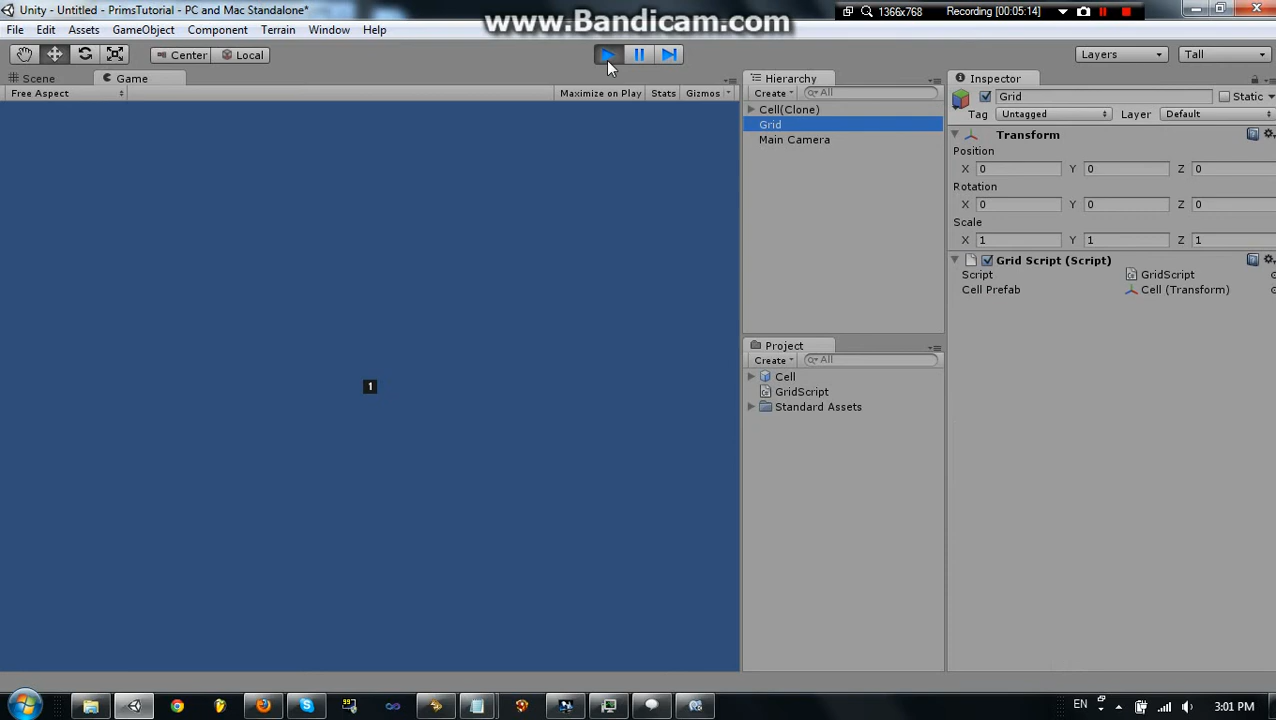 Unity - Untitled - PrimsTutorial - PC and Mac Standalone*
www.Bandicam.com
1366x768
Recording [00:05:14]
File Edit Assets GameObject Component Terrain Window Help
Center Local
Layers
Tall
Scene
Game
Free Aspect
Maximize on Play Stats Gizmos
1
Hierarchy
Create All
Cell(Clone)
Grid
Main Camera
Project
Create All
Cell
GridScript
Standard Assets
Inspector
Grid
Static
Tag Untagged Layer Default
Transform
Position
X 0 Y 0 Z 0
Rotation
X 0 Y 0 Z 0
Scale
X 1 Y 1 Z 1
Grid Script (Script)
Script GridScript
Cell Prefab Cell (Transform)
EN
3:01 PM